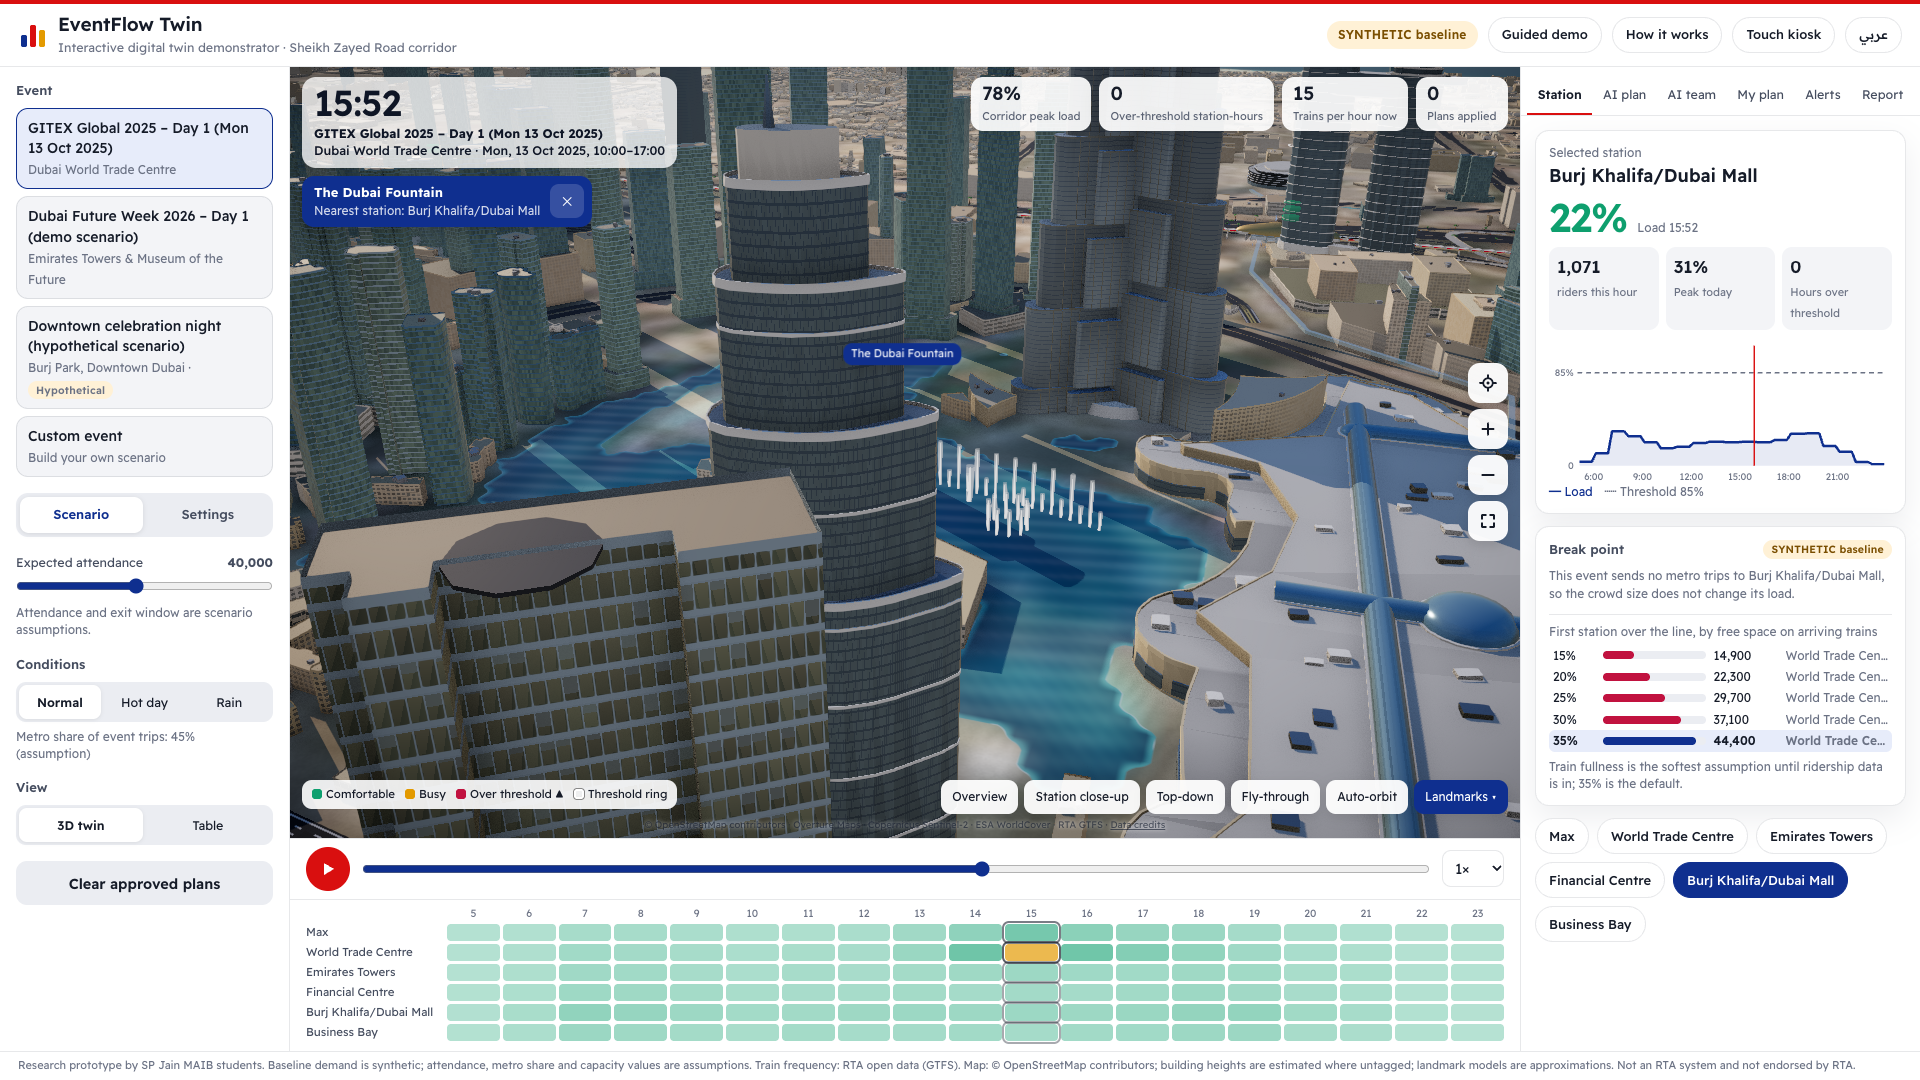 EventFlow Twin
Interactive digital twin demonstrator · Sheikh Zayed Road corridor
SYNTHETIC baseline
Guided demo
How it works
Touch kiosk
عربي
Event
GITEX Global 2025 – Day 1 (Mon
13 Oct 2025)
Dubai World Trade Centre
Dubai Future Week 2026 – Day 1
(demo scenario)
Emirates Towers & Museum of the
Future
Downtown celebration night
(hypothetical scenario)
Burj Park, Downtown Dubai ·
Hypothetical
Custom event
Build your own scenario
Scenario
Settings
Expected attendance
40,000
Attendance and exit window are scenario
assumptions.
Conditions
Normal
Hot day
Rain
Metro share of event trips: 45%
(assumption)
View
3D twin
Table
Clear approved plans
15:52
GITEX Global 2025 – Day 1 (Mon 13 Oct 2025)
Dubai World Trade Centre · Mon, 13 Oct 2025, 10:00–17:00
The Dubai Fountain
Nearest station: Burj Khalifa/Dubai Mall
78%
Corridor peak load
0
Over-threshold station-hours
15
Trains per hour now
0
Plans applied
The Dubai Fountain
Comfortable
Busy
Over threshold ▲
Threshold ring
Overview
Station close-up
Top-down
Fly-through
Auto-orbit
Landmarks
© OpenStreetMap contributors · Overture Maps · Copernicus Sentinel-2 · ESA WorldCover · RTA GTFS · Data credits
1×
5 6 7 8 9 10 11 12 13 14 15 16 17 18 19 20 21 22 23
Max
World Trade Centre
Emirates Towers
Financial Centre
Burj Khalifa/Dubai Mall
Business Bay
Station
AI plan
AI team
My plan
Alerts
Report
Selected station
Burj Khalifa/Dubai Mall
22%
Load 15:52
1,071
riders this hour
31%
Peak today
0
Hours over
threshold
85%
0
6:00 9:00 12:00 15:00 18:00 21:00
Load
Threshold 85%
Break point
SYNTHETIC baseline
This event sends no metro trips to Burj Khalifa/Dubai Mall,
so the crowd size does not change its load.
First station over the line, by free space on arriving trains
15% 14,900 World Trade Cen...
20% 22,300 World Trade Cen...
25% 29,700 World Trade Cen...
30% 37,100 World Trade Cen...
35% 44,400 World Trade Ce...
Train fullness is the softest assumption until ridership data
is in; 35% is the default.
Max
World Trade Centre
Emirates Towers
Financial Centre
Burj Khalifa/Dubai Mall
Business Bay
Research prototype by SP Jain MAIB students. Baseline demand is synthetic; attendance, metro share and capacity values are assumptions. Train frequency: RTA open data (GTFS). Map: © OpenStreetMap contributors; building heights are estimated where untagged; landmark models are approximations. Not an RTA system and not endorsed by RTA.